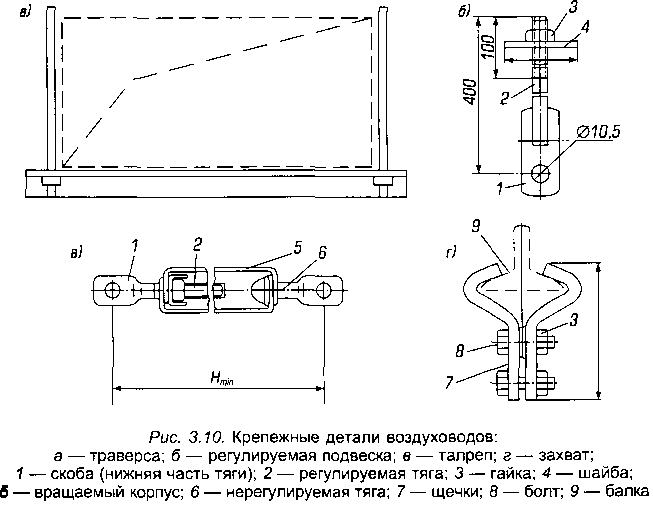 в)
б)
3
4
100
400
2
Ø10,5
1
в)
1
2
5
6
Hmin
г)
9
3
8
7
Рис. 3.10. Крепежные детали воздуховодов:
а — траверса; б — регулируемая подвеска; в — талреп; г — захват;
1 — скоба (нижняя часть тяги); 2 — регулируемая тяга; 3 — гайка; 4 — шайба;
б — вращаемый корпус; 6 — нерегулируемая тяга; 7 — щечки; 8 — болт; 9 — балка